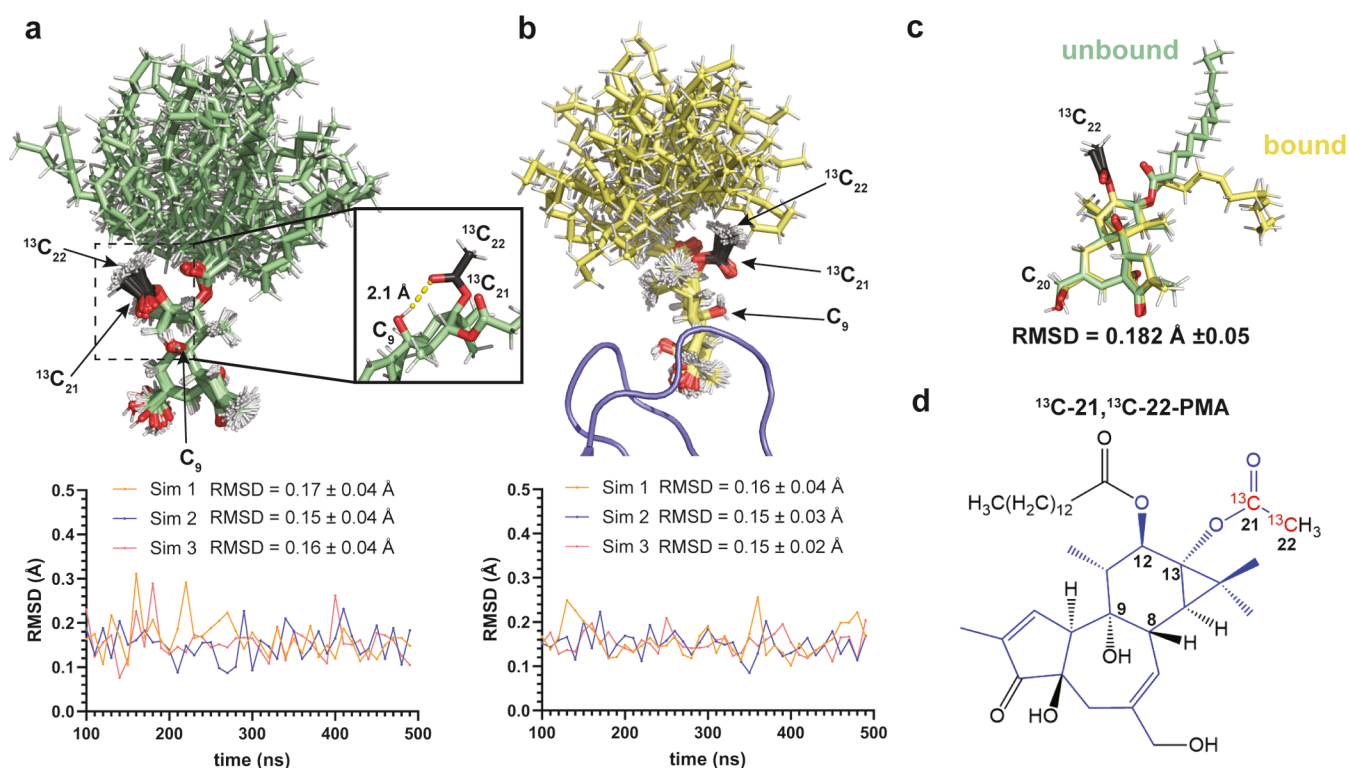 a
¹³C₂₂
¹³C₂₁
C₉
2.1 Å
¹³C₂₂
¹³C₂₁
C₉
Sim 1 RMSD = 0.17 ± 0.04 Å
Sim 2 RMSD = 0.15 ± 0.04 Å
Sim 3 RMSD = 0.16 ± 0.04 Å
RMSD (Å)
0.5
0.4
0.3
0.2
0.1
0.0
100 200 300 400 500
time (ns)
b
¹³C₂₂
¹³C₂₁
C₉
Sim 1 RMSD = 0.16 ± 0.04 Å
Sim 2 RMSD = 0.15 ± 0.03 Å
Sim 3 RMSD = 0.15 ± 0.02 Å
RMSD (Å)
0.5
0.4
0.3
0.2
0.1
0.0
100 200 300 400 500
time (ns)
c
unbound
¹³C₂₂
bound
C₂₀
RMSD = 0.182 Å ±0.05
d
¹³C-21,¹³C-22-PMA
O
O
H₃C(H₂C)₁₂
O
¹³C
21
O
¹³CH₃
22
12
13
H
9
8
H
H
OH
O
HO
OH